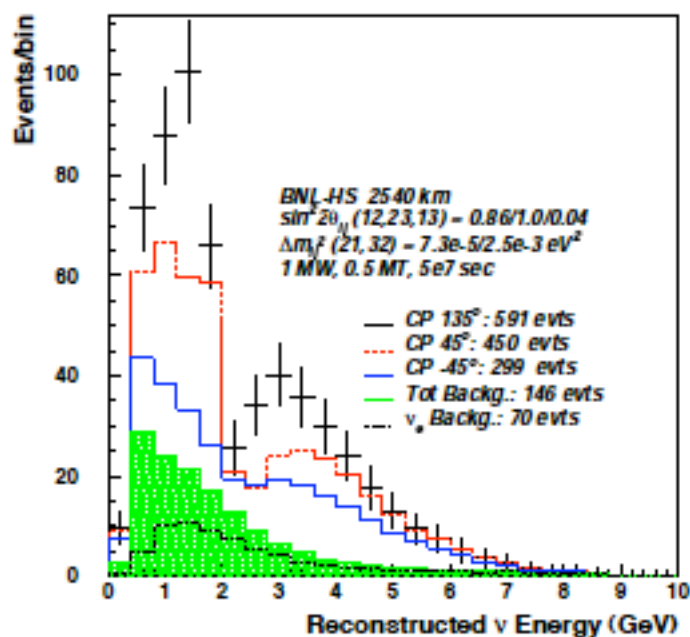 Events/bin
100
80
60
40
20
0
BNL-HS 2540 km
sin²2θᵢⱼ (12,23,13) = 0.86/1.0/0.04
Δmᵢⱼ² (21,32) = 7.3e-5/2.5e-3 eV²
1 MW, 0.5 MT, 5e7 sec
CP 135°: 591 evts
CP 45°: 450 evts
CP -45°: 299 evts
Tot Backg.: 146 evts
νₑ Backg.: 70 evts
0 1 2 3 4 5 6 7 8 9 10
Reconstructed ν Energy (GeV)